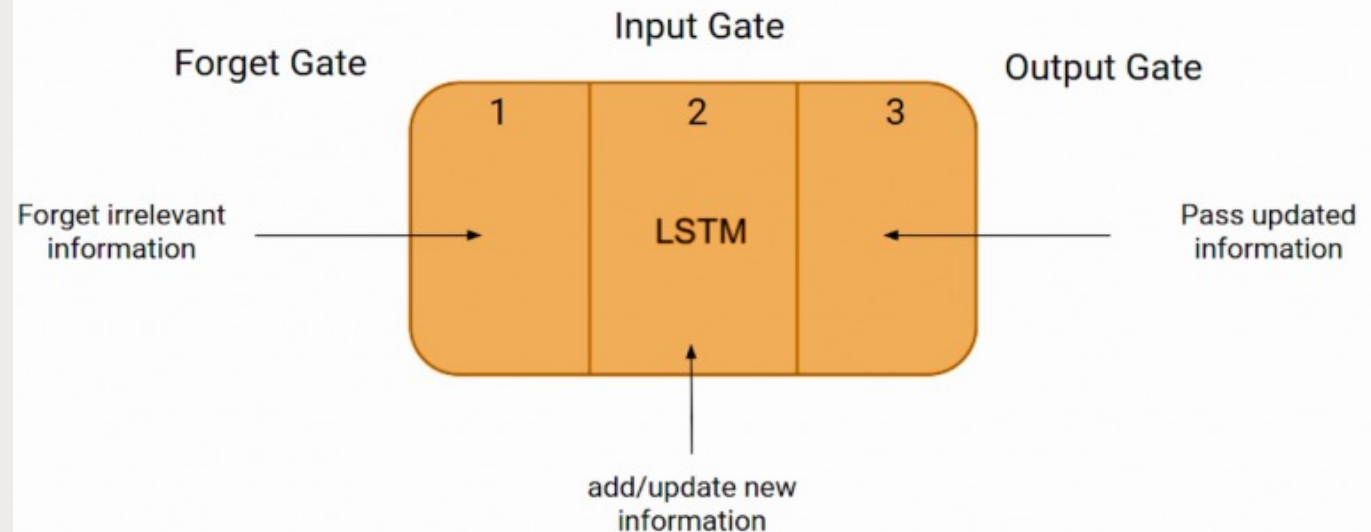 Input Gate
Forget Gate
Output Gate
1
2
3
Forget irrelevant
information
LSTM
Pass updated
information
add/update new
information